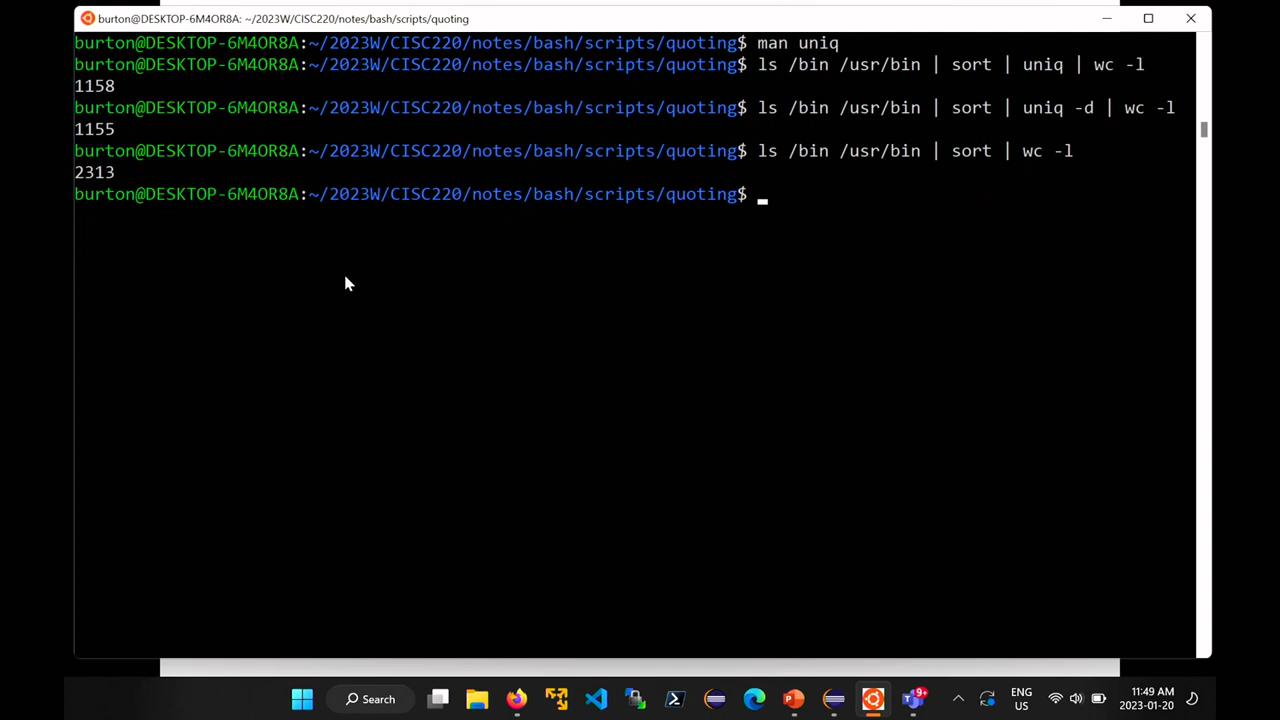 burton@DESKTOP-6M4OR8A: ~/2023W/CISC220/notes/bash/scripts/quoting
burton@DESKTOP-6M4OR8A:~/2023W/CISC220/notes/bash/scripts/quoting$ man uniq
burton@DESKTOP-6M4OR8A:~/2023W/CISC220/notes/bash/scripts/quoting$ ls /bin /usr/bin | sort | uniq | wc -l
1158
burton@DESKTOP-6M4OR8A:~/2023W/CISC220/notes/bash/scripts/quoting$ ls /bin /usr/bin | sort | uniq -d | wc -l
1155
burton@DESKTOP-6M4OR8A:~/2023W/CISC220/notes/bash/scripts/quoting$ ls /bin /usr/bin | sort | wc -l
2313
burton@DESKTOP-6M4OR8A:~/2023W/CISC220/notes/bash/scripts/quoting$
Search
9+
ENG
US
11:49 AM
2023-01-20